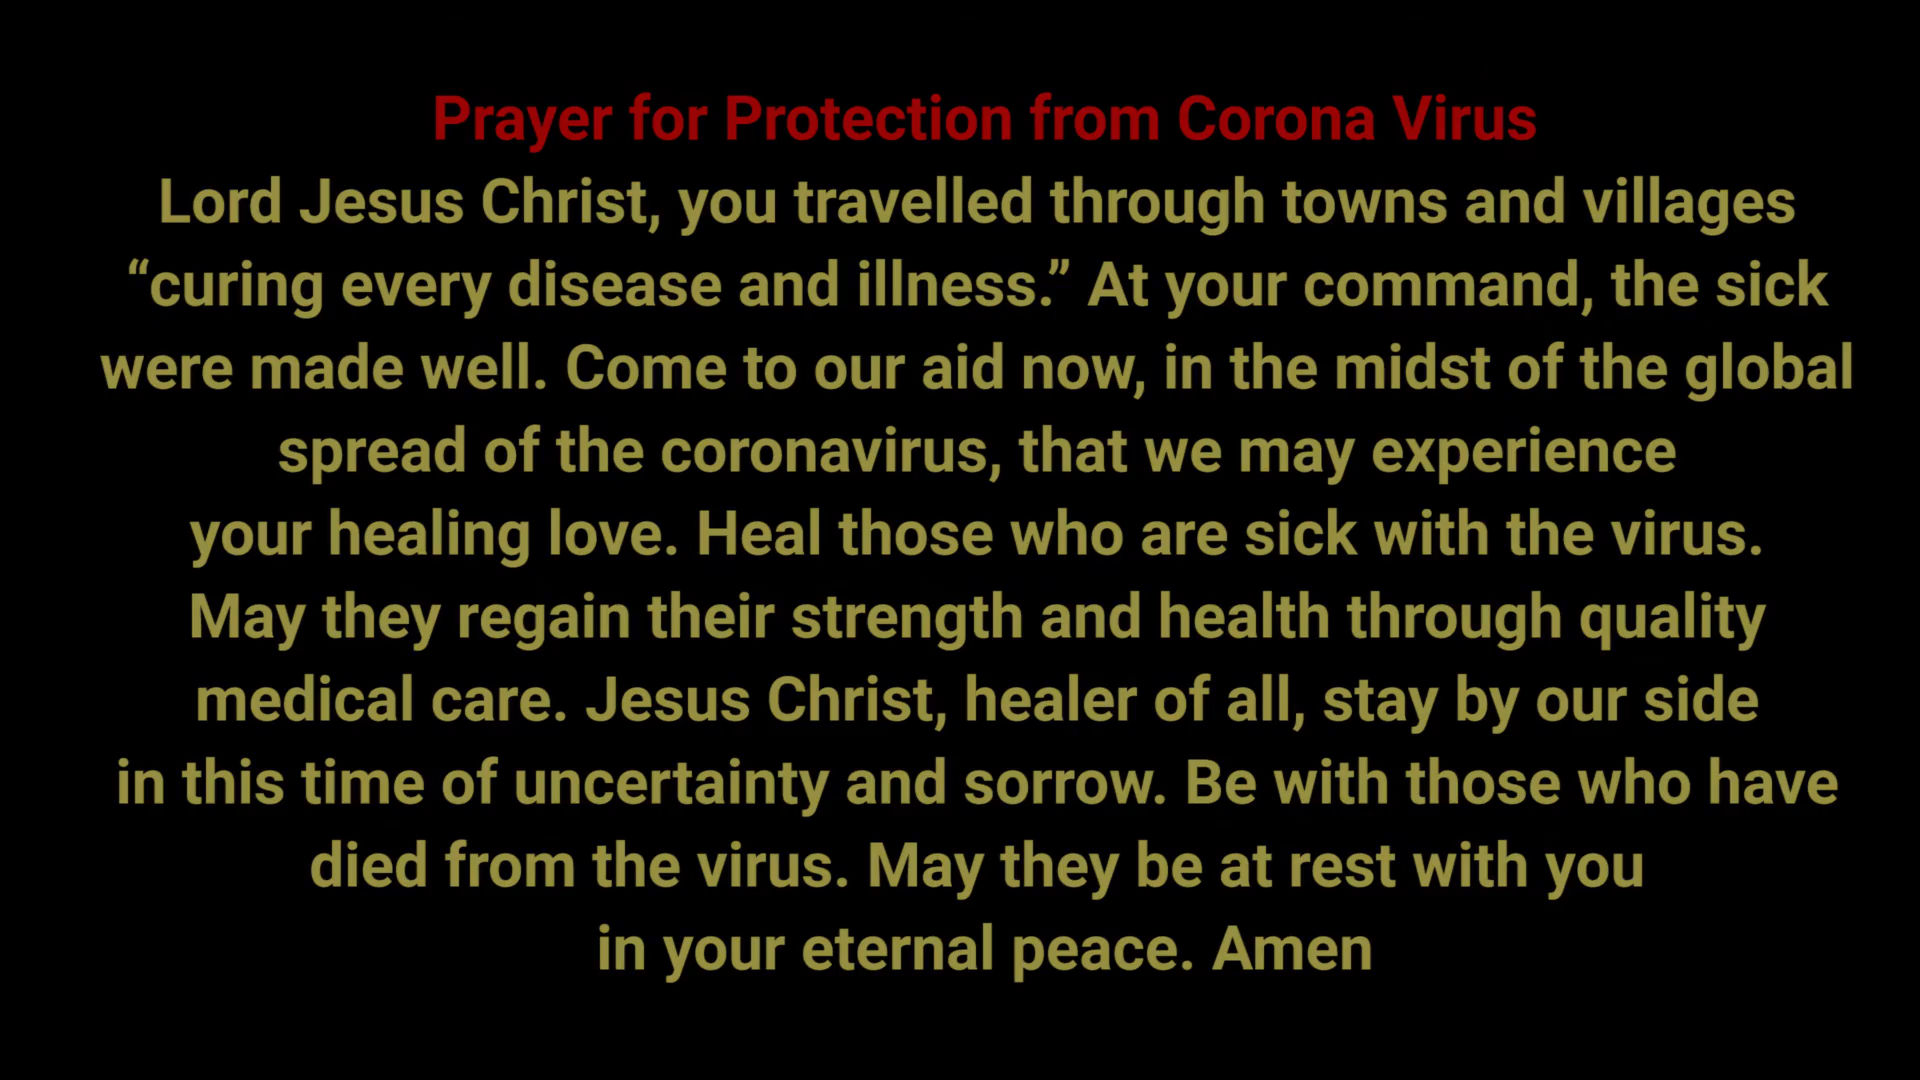 Prayer for Protection from Corona Virus
Lord Jesus Christ, you travelled through towns and villages
“curing every disease and illness.” At your command, the sick
were made well. Come to our aid now, in the midst of the global
spread of the coronavirus, that we may experience
your healing love. Heal those who are sick with the virus.
May they regain their strength and health through quality
medical care. Jesus Christ, healer of all, stay by our side
in this time of uncertainty and sorrow. Be with those who have
died from the virus. May they be at rest with you
in your eternal peace. Amen